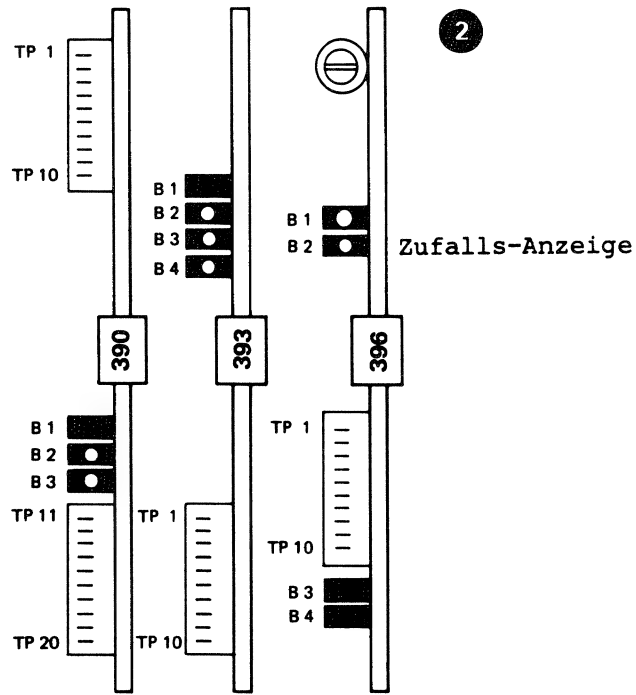 2
TP 1
TP 10
B 1
B 2
B 3
B 4
B 1
B 2
Zufalls-Anzeige
390
393
396
B 1
B 2
B 3
TP 11
TP 20
TP 1
TP 10
TP 1
TP 10
B 3
B 4